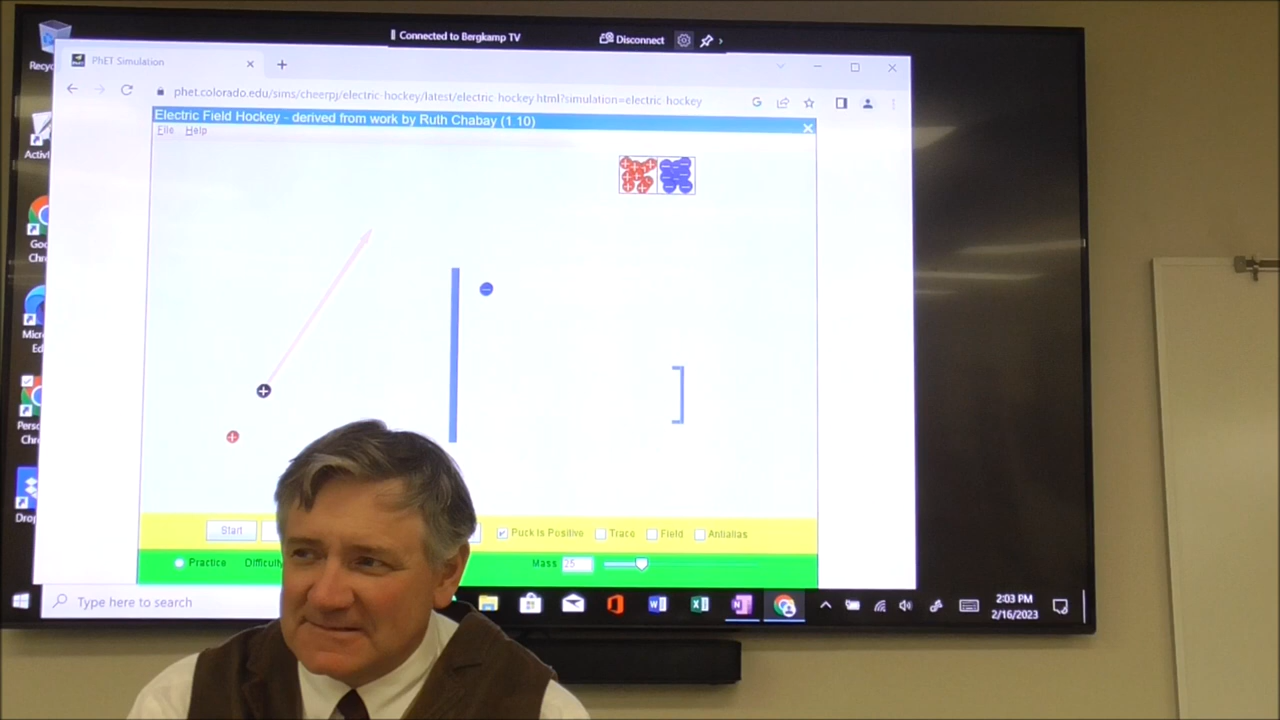 Connected to Bergkamp TV
Disconnect
PhET Simulation
phet.colorado.edu/sims/cheerpj/electric-hockey/latest/electric-hockey.html?simulation=electric-hockey
Electric Field Hockey - derived from work by Ruth Chabay (1.10)
File Help
Start
Puck Is Positive
Trace
Field
Antialias
Practice
Mass 25
Type here to search
2:03 PM
2/16/2023